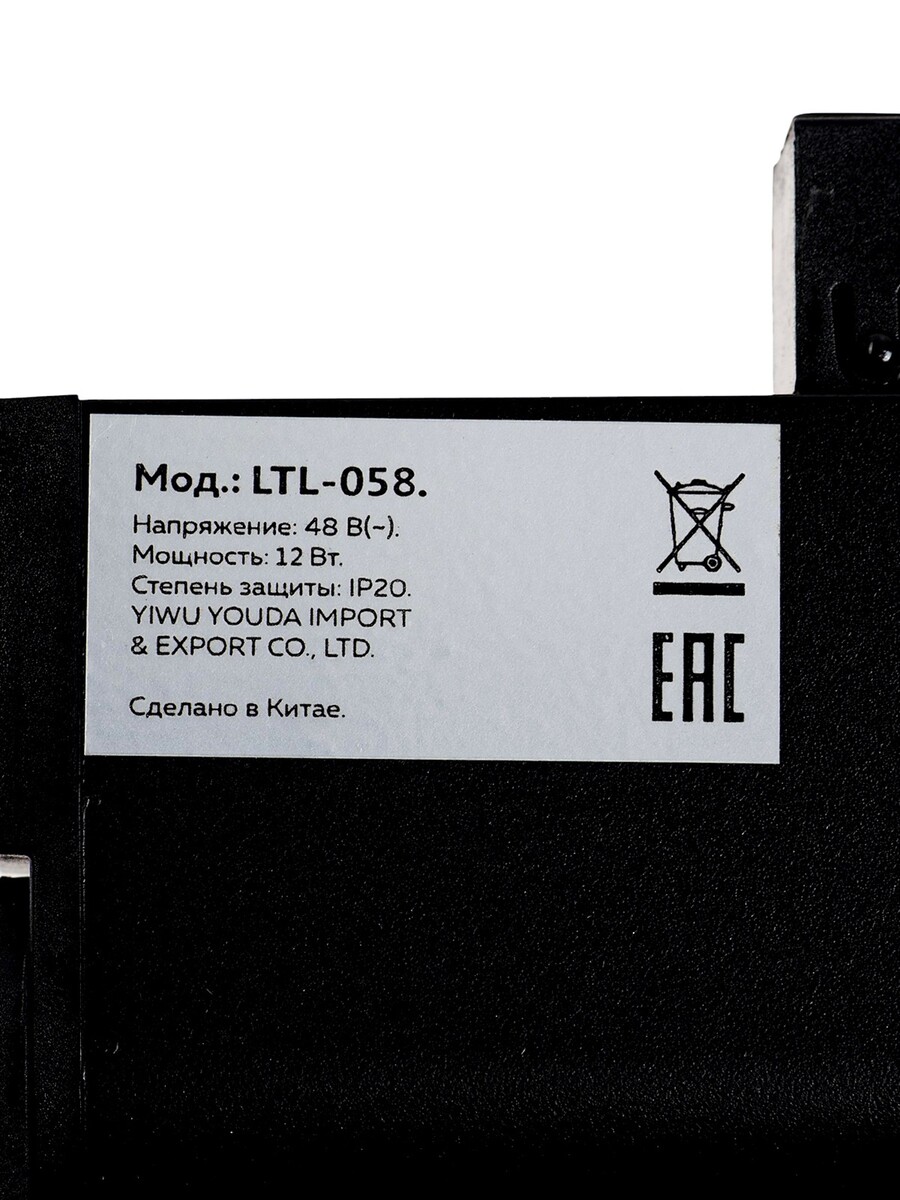 Мод.: LTL-058.
Напряжение: 48 В(~).
Мощность: 12 Вт.
Степень защиты: IP20.
YIWU YOUDA IMPORT
& EXPORT CO., LTD.
Сделано в Китае.
EAC